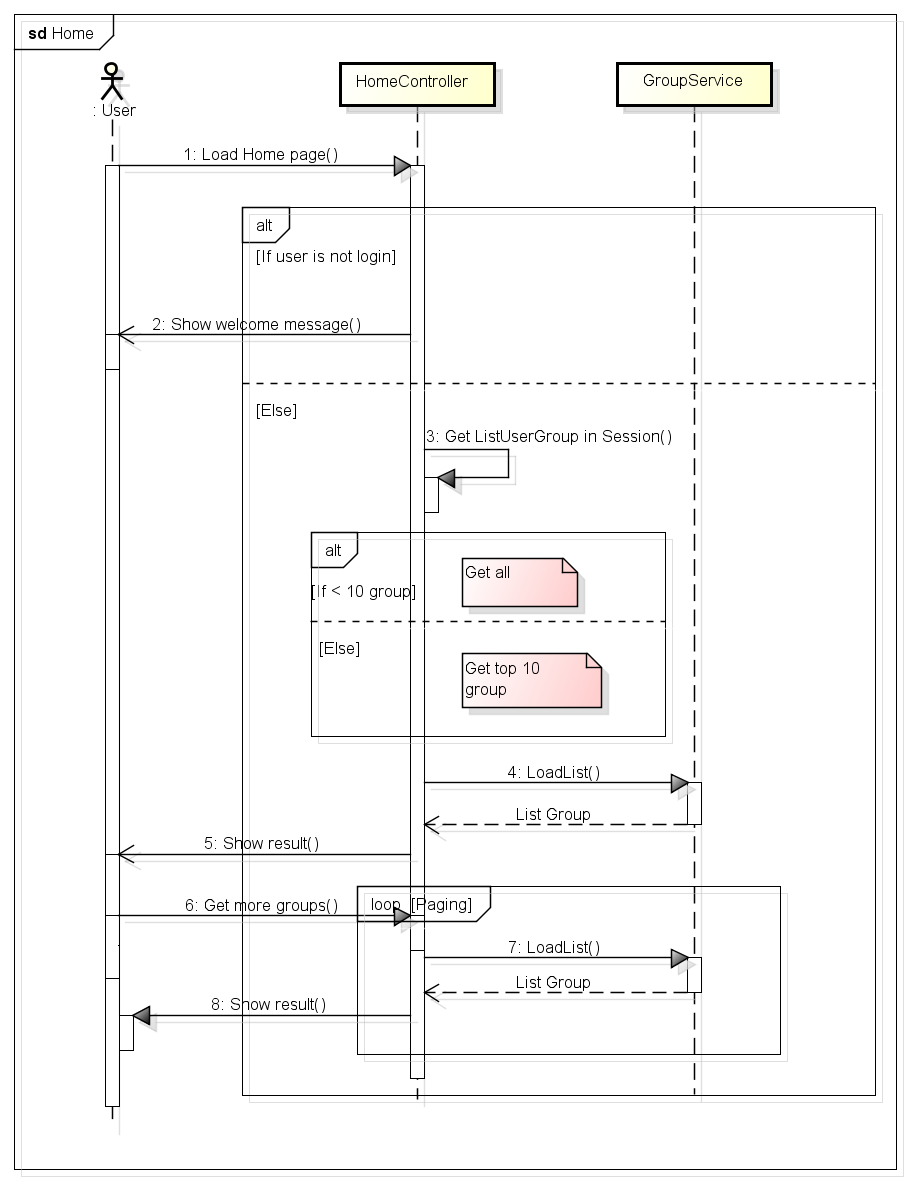 sd Home
: User
HomeController
GroupService
1: Load Home page()
alt
[If user is not login]
2: Show welcome message()
[Else]
3: Get ListUserGroup in Session()
alt
Get all
[If < 10 group]
[Else]
Get top 10
group
4: LoadList()
List Group
5: Show result()
loop [Paging]
6: Get more groups()
7: LoadList()
List Group
8: Show result()